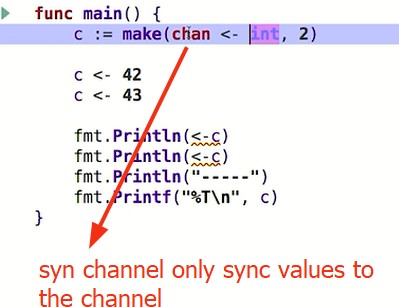 func main() {
c := make(chan <- int, 2)
c <- 42
c <- 43
fmt.Println(<-c)
fmt.Println(<-c)
fmt.Println("-----")
fmt.Printf("%T\n", c)
}
syn channel only sync values to
the channel